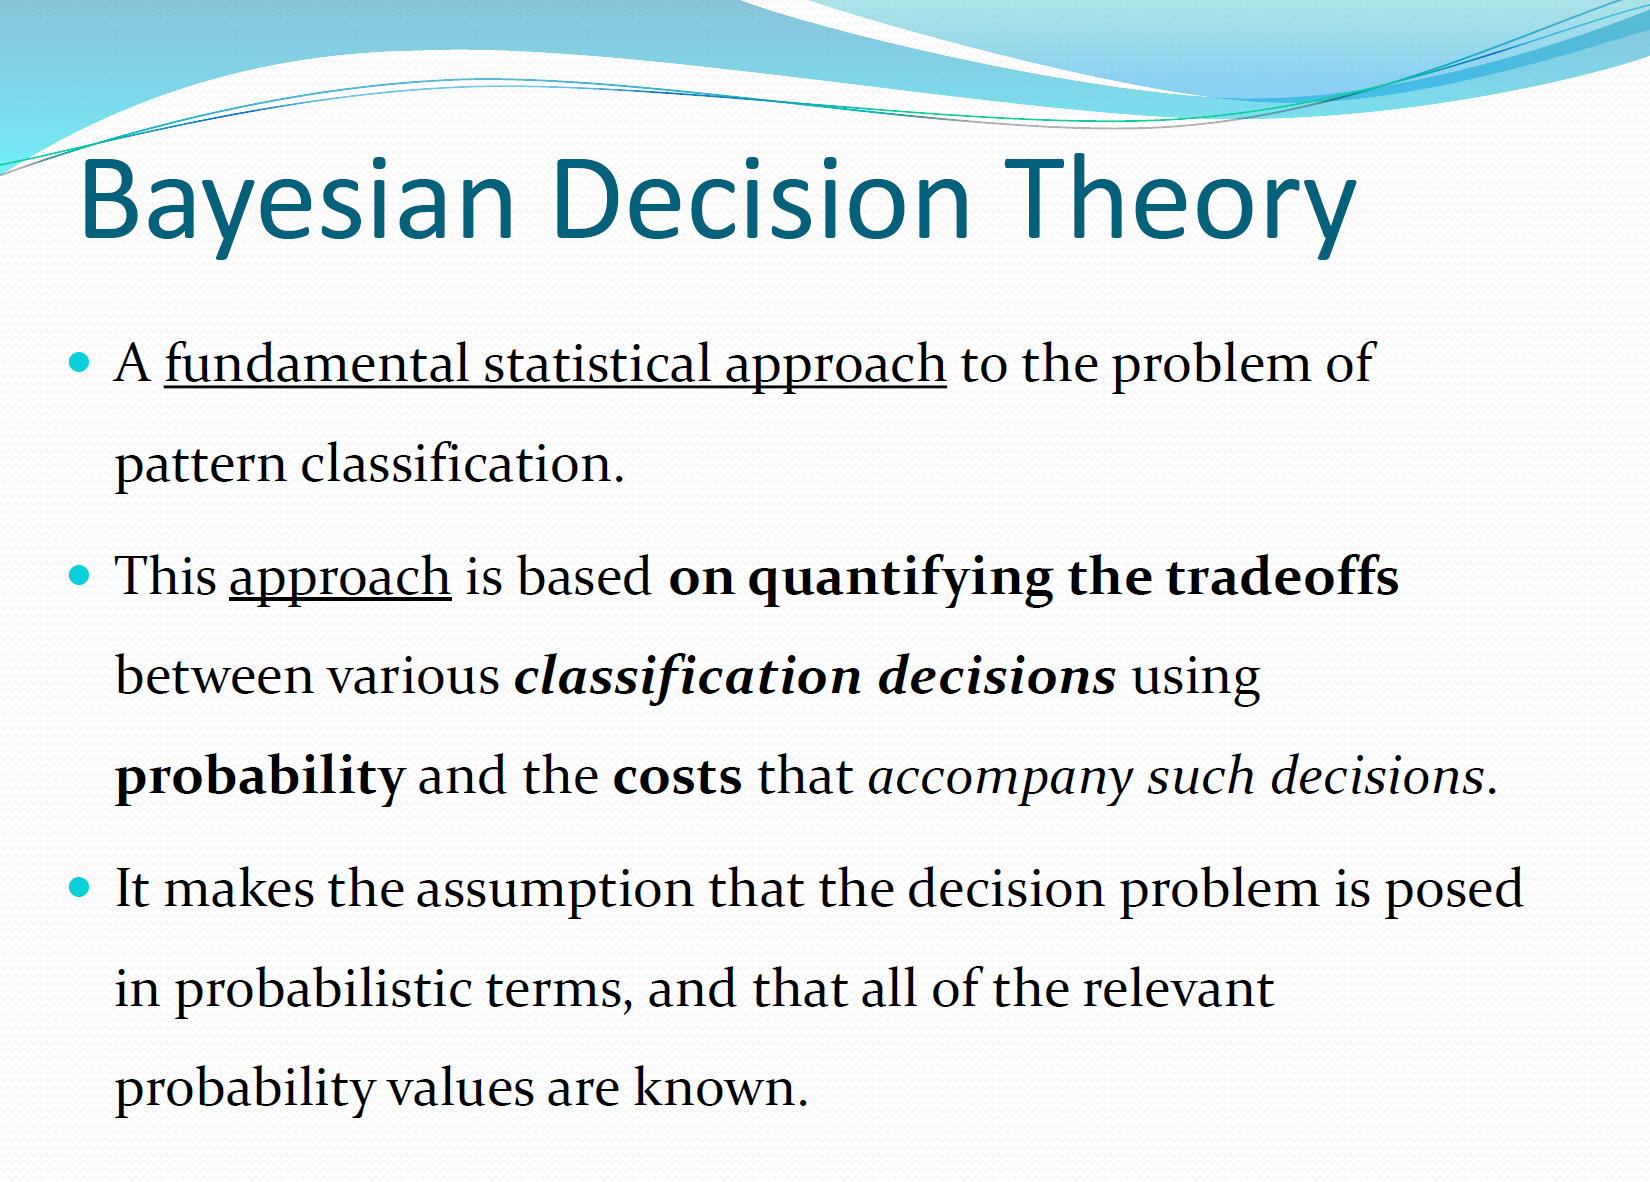 Bayesian Decision Theory
• A fundamental statistical approach to the problem of
pattern classification.
• This approach is based on quantifying the tradeoffs
between various classification decisions using
probability and the costs that accompany such decisions.
• It makes the assumption that the decision problem is posed
in probabilistic terms, and that all of the relevant
probability values are known.